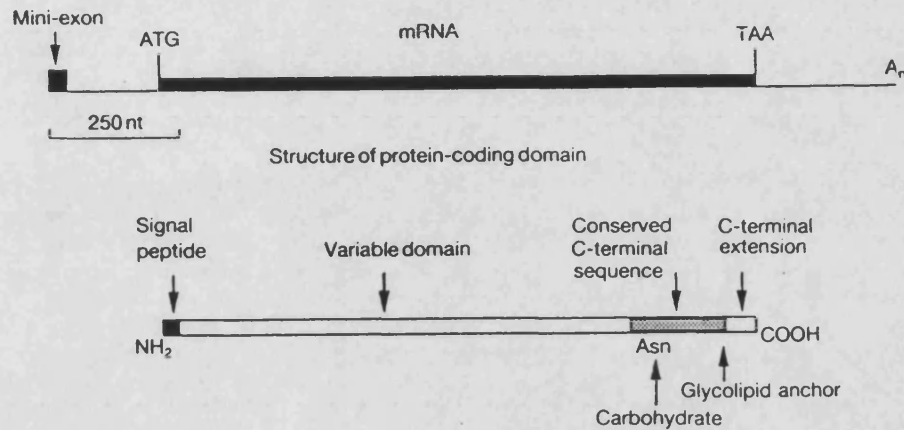 Mini-exon
ATG
mRNA
TAA
An
250 nt
Structure of protein-coding domain
Signal
peptide
Variable domain
Conserved
C-terminal
sequence
C-terminal
extension
NH2
Asn
COOH
Glycolipid anchor
Carbohydrate